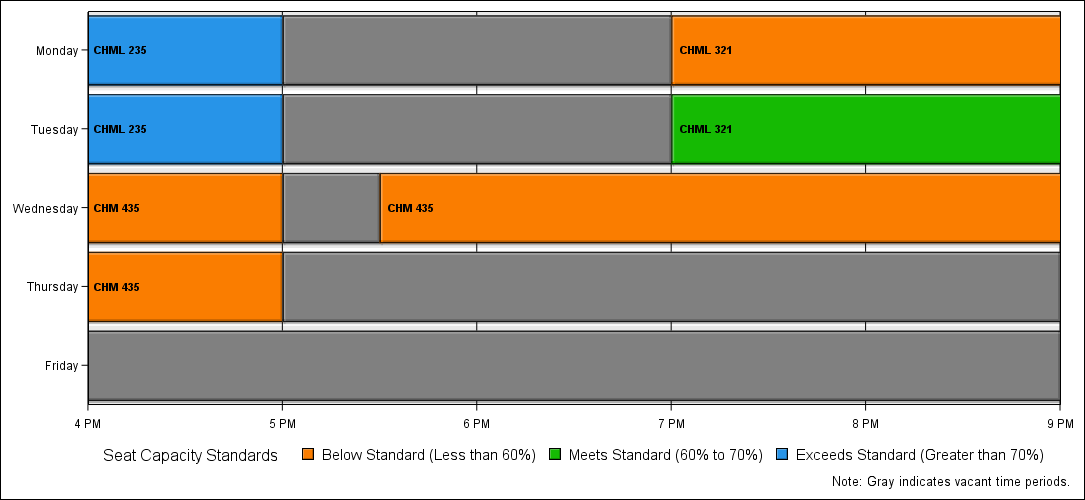 Monday
CHML 235
CHML 321
Tuesday
CHML 235
CHML 321
Wednesday
CHM 435
CHM 435
Thursday
CHM 435
Friday
4 PM 5 PM 6 PM 7 PM 8 PM 9 PM
Seat Capacity Standards Below Standard (Less than 60%) Meets Standard (60% to 70%) Exceeds Standard (Greater than 70%)
Note: Gray indicates vacant time periods.